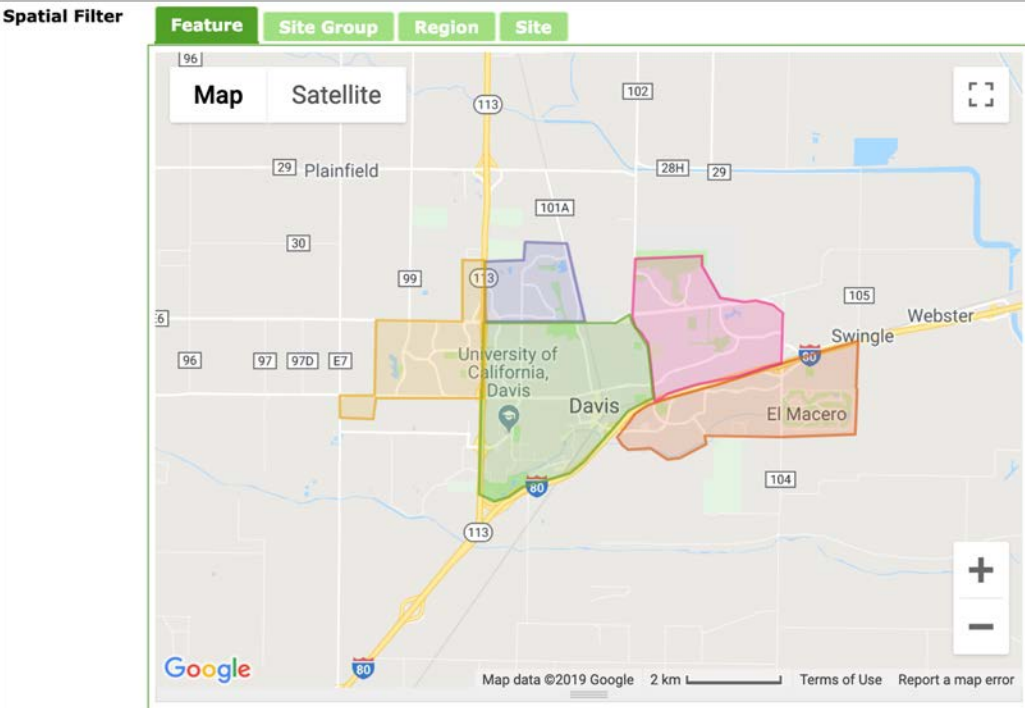 Spatial Filter
Feature
Site Group
Region
Site
96
Map
Satellite
113
102
29
Plainfield
28H
29
101A
30
99
113
105
Webster
Swingle
96
97
97D
E7
University of
California,
Davis
80
Davis
El Macero
80
104
113
80
Google
Map data ©2019 Google
2 km
Terms of Use
Report a map error